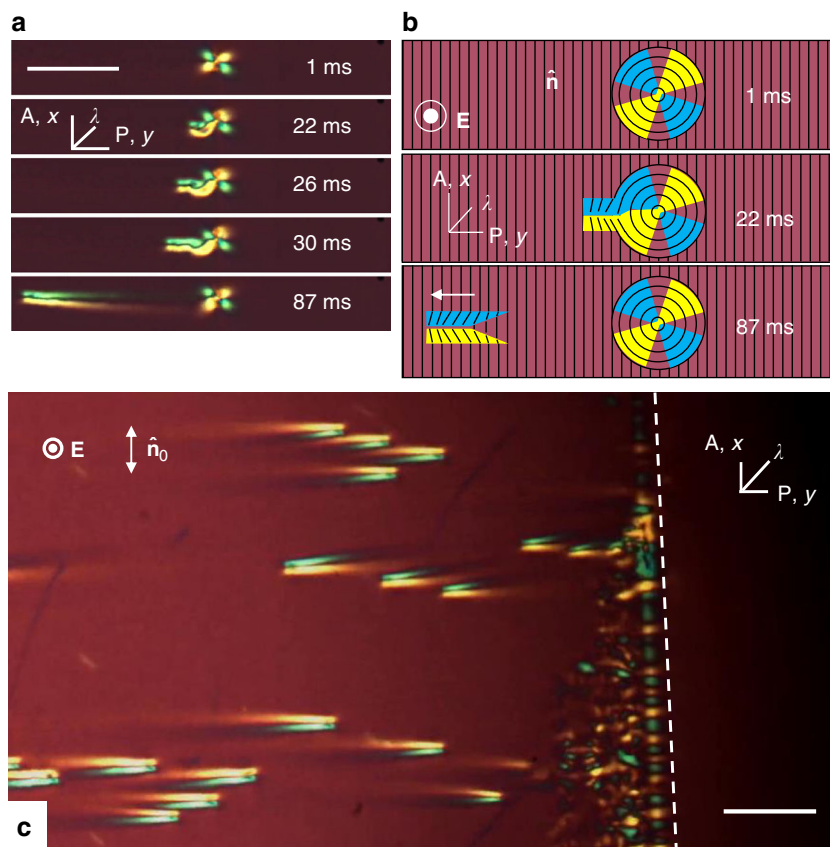 a
1 ms
A, x
λ
P, y
22 ms
26 ms
30 ms
87 ms
b
n̂
1 ms
E
A, x
λ
P, y
22 ms
87 ms
E
n̂₀
A, x
λ
P, y
c